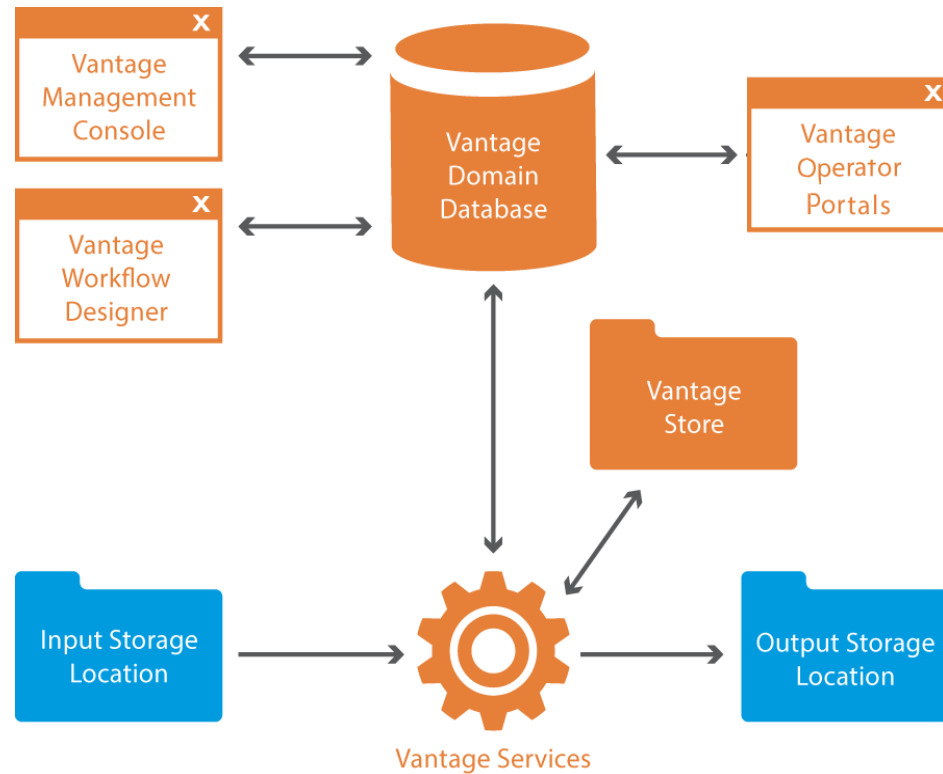 X
Vantage
Management
Console
Vantage
Domain
Database
X
Vantage
Operator
Portals
X
Vantage
Workflow
Designer
Vantage
Store
Input Storage
Location
Output Storage
Location
Vantage Services